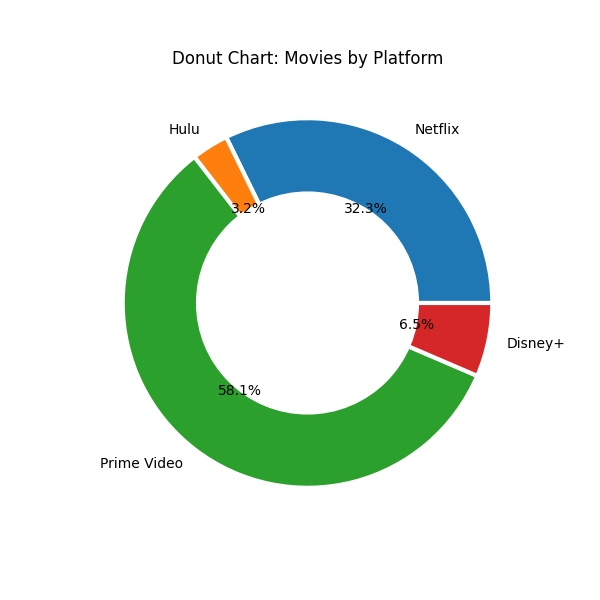 Donut Chart: Movies by Platform
Hulu
Netflix
3.2%
32.3%
6.5%
Disney+
58.1%
Prime Video